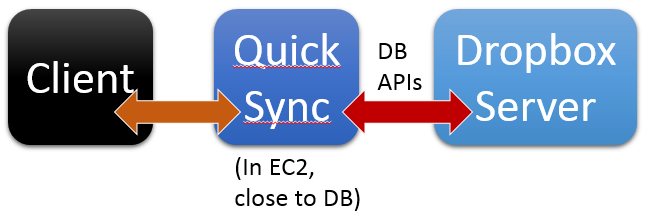 Client
Quick
Sync
DB
APIs
Dropbox
Server
(In EC2,
close to DB)